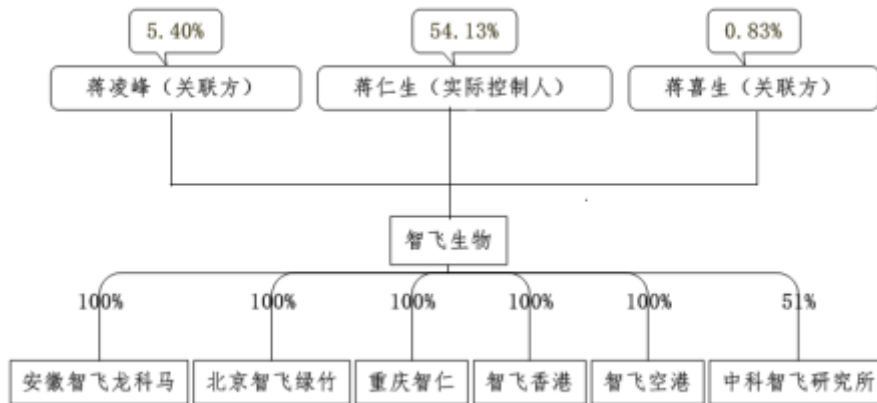 5.40% 54.13% 0.83%
蒋凌峰（关联方） 蒋仁生（实际控制人） 蒋喜生（关联方）
智飞生物
100% 100% 100% 100% 100% 51%
安徽智飞龙科马 北京智飞绿竹 重庆智仁 智飞香港 智飞空港 中科智飞研究所